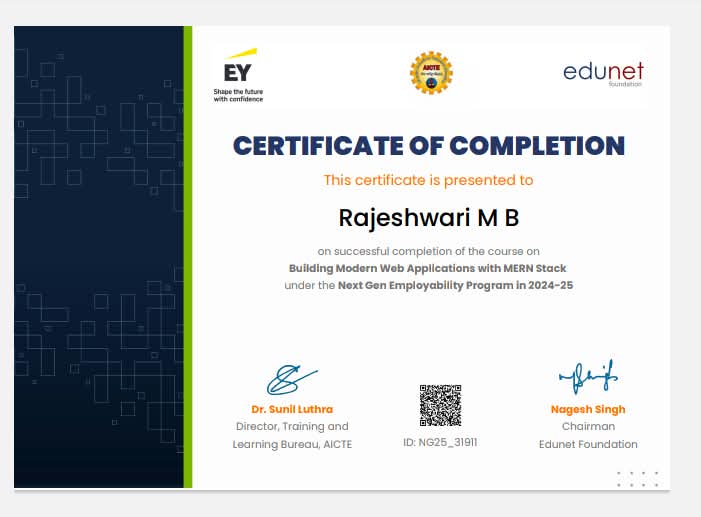 EY
Shape the future
with confidence
AICTE
edunet
foundation
CERTIFICATE OF COMPLETION
This certificate is presented to
Rajeshwari M B
on successful completion of the course on
Building Modern Web Applications with MERN Stack
under the Next Gen Employability Program in 2024-25
Dr. Sunil Luthra
Director, Training and
Learning Bureau, AICTE
ID: NG25_31911
Nagesh Singh
Chairman
Edunet Foundation